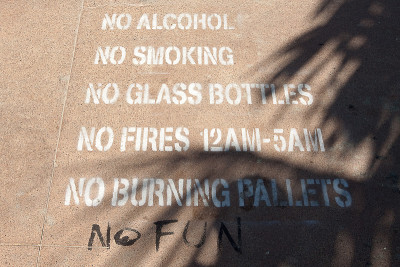 NO ALCOHOL
NO SMOKING
NO GLASS BOTTLES
NO FIRES 12AM-5AM
NO BURNING PALLETS
NO FUN